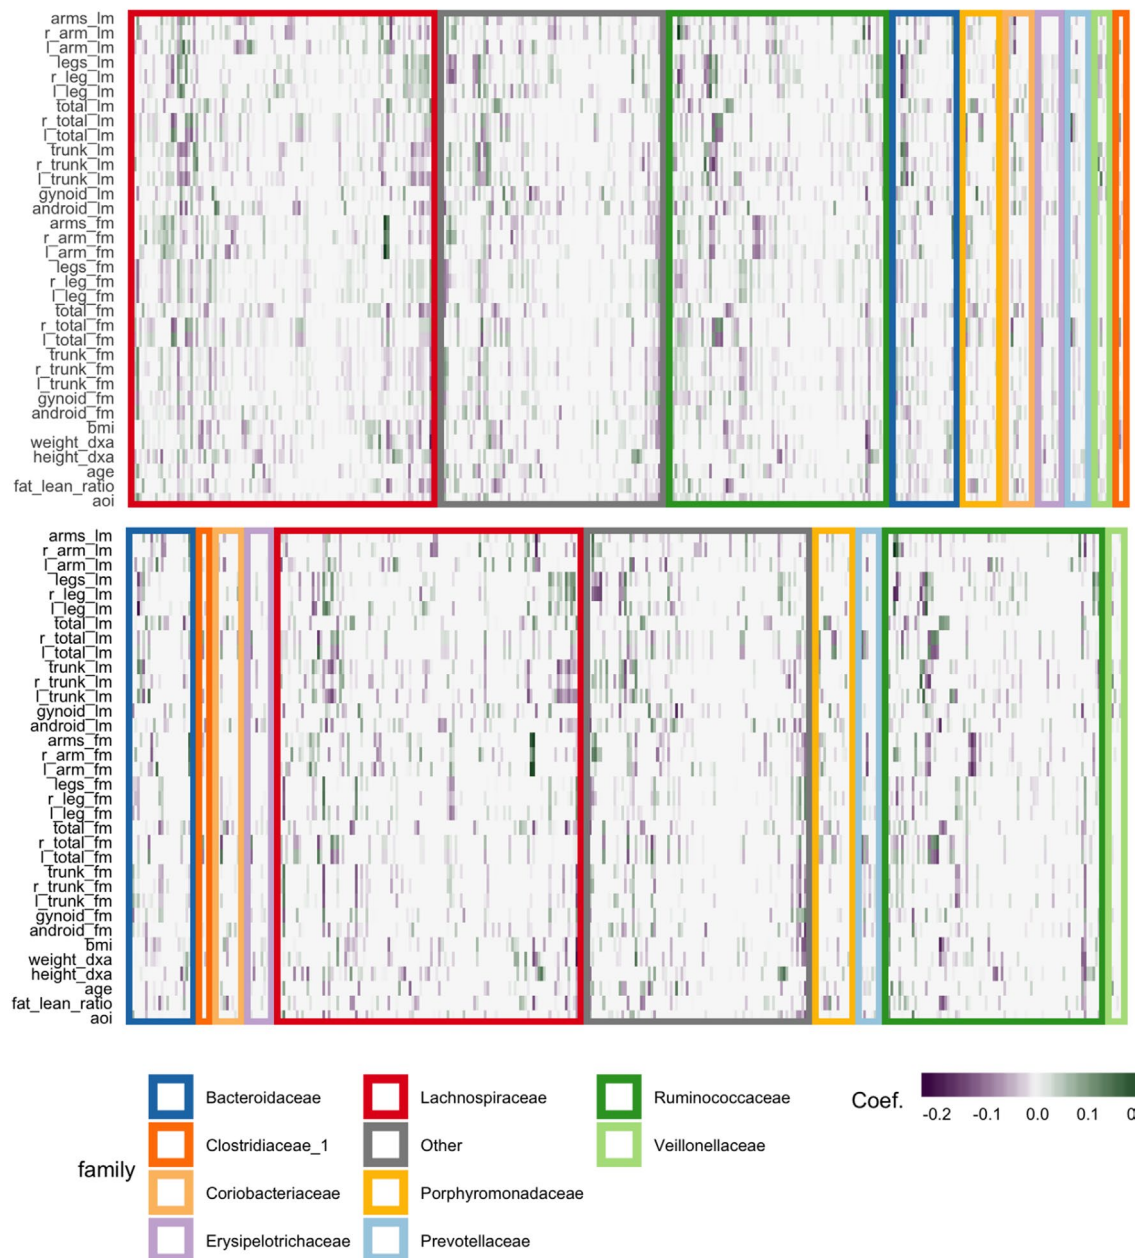 arms_lm
r_arm_lm
l_arm_lm
legs_lm
r_leg_lm
l_leg_lm
total_lm
r_total_lm
l_total_lm
trunk_lm
r_trunk_lm
l_trunk_lm
gynoid_lm
android_lm
arms_fm
r_arm_fm
l_arm_fm
legs_fm
r_leg_fm
l_leg_fm
total_fm
r_total_fm
l_total_fm
trunk_fm
r_trunk_fm
l_trunk_fm
gynoid_fm
android_fm
bmi
weight_dxa
height_dxa
age
fat_lean_ratio
aoi
arms_lm
r_arm_lm
l_arm_lm
legs_lm
r_leg_lm
l_leg_lm
total_lm
r_total_lm
l_total_lm
trunk_lm
r_trunk_lm
l_trunk_lm
gynoid_lm
android_lm
arms_fm
r_arm_fm
l_arm_fm
legs_fm
r_leg_fm
l_leg_fm
total_fm
r_total_fm
l_total_fm
trunk_fm
r_trunk_fm
l_trunk_fm
gynoid_fm
android_fm
bmi
weight_dxa
height_dxa
age
fat_lean_ratio
aoi
family
Bacteroidaceae
Clostridiaceae_1
Coriobacteriaceae
Erysipelotrichaceae
Lachnospiraceae
Other
Porphyromonadaceae
Prevotellaceae
Ruminococcaceae
Veillonellaceae
Coef.
-0.2 -0.1 0.0 0.1